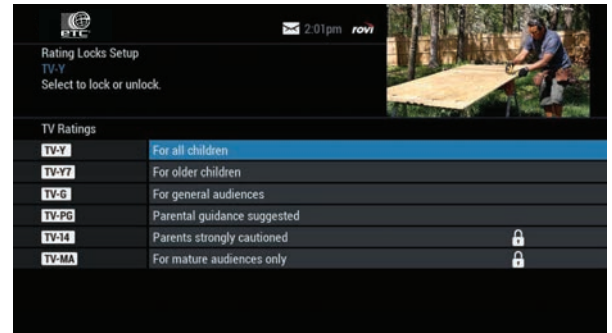 etc
2:01pm rovi
Rating Locks Setup
TV-Y
Select to lock or unlock.
TV Ratings
TV-Y For all children
TV-Y7 For older children
TV-G For general audiences
TV-PG Parental guidance suggested
TV-14 Parents strongly cautioned
TV-MA For mature audiences only